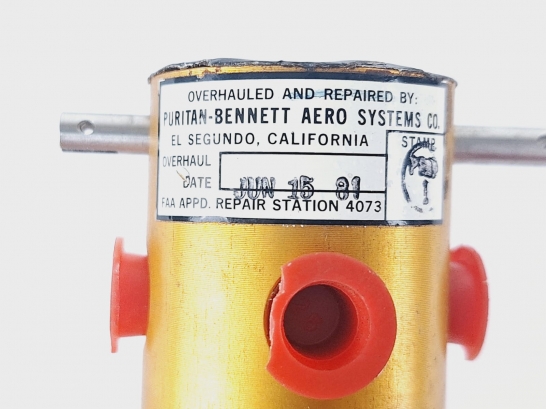 OVERHAULED AND REPAIRED BY:
PURITAN-BENNETT AERO SYSTEMS CO.
EL SEGUNDO, CALIFORNIA
STAMP
OVERHAUL
DATE JUN 15 81
FAA APPD. REPAIR STATION 4073
1